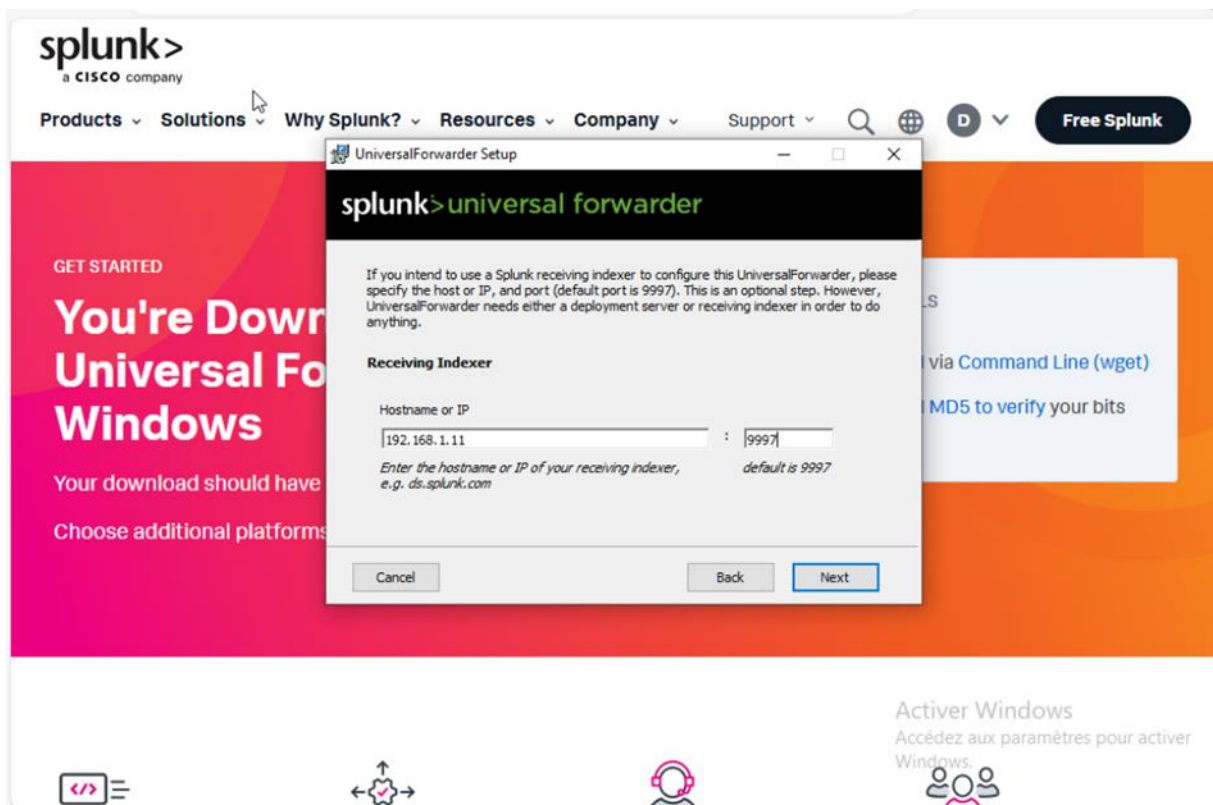 splunk>
a CISCO company
Products Solutions Why Splunk? Resources Company Support D Free Splunk
UniversalForwarder Setup
splunk>universal forwarder
If you intend to use a Splunk receiving indexer to configure this UniversalForwarder, please
specify the host or IP, and port (default port is 9997). This is an optional step. However,
UniversalForwarder needs either a deployment server or receiving indexer in order to do
anything.
Receiving Indexer
Hostname or IP
192.168.1.11 : 9997
Enter the hostname or IP of your receiving indexer, default is 9997
e.g. ds.splunk.com
Cancel Back Next
GET STARTED
You're Down
Universal Fo
Windows
Your download should have
Choose additional platforms
LS
via Command Line (wget)
MD5 to verify your bits
Activer Windows
Accédez aux paramètres pour activer
Windows.